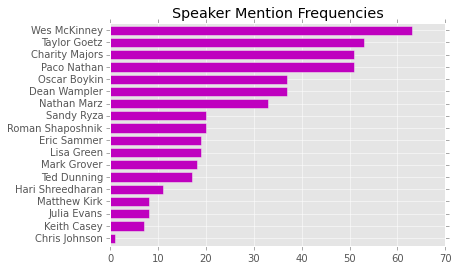 Speaker Mention Frequencies
Wes McKinney
Taylor Goetz
Charity Majors
Paco Nathan
Oscar Boykin
Dean Wampler
Nathan Marz
Sandy Ryza
Roman Shaposhnik
Eric Sammer
Lisa Green
Mark Grover
Ted Dunning
Hari Shreedharan
Matthew Kirk
Julia Evans
Keith Casey
Chris Johnson
0 10 20 30 40 50 60 70